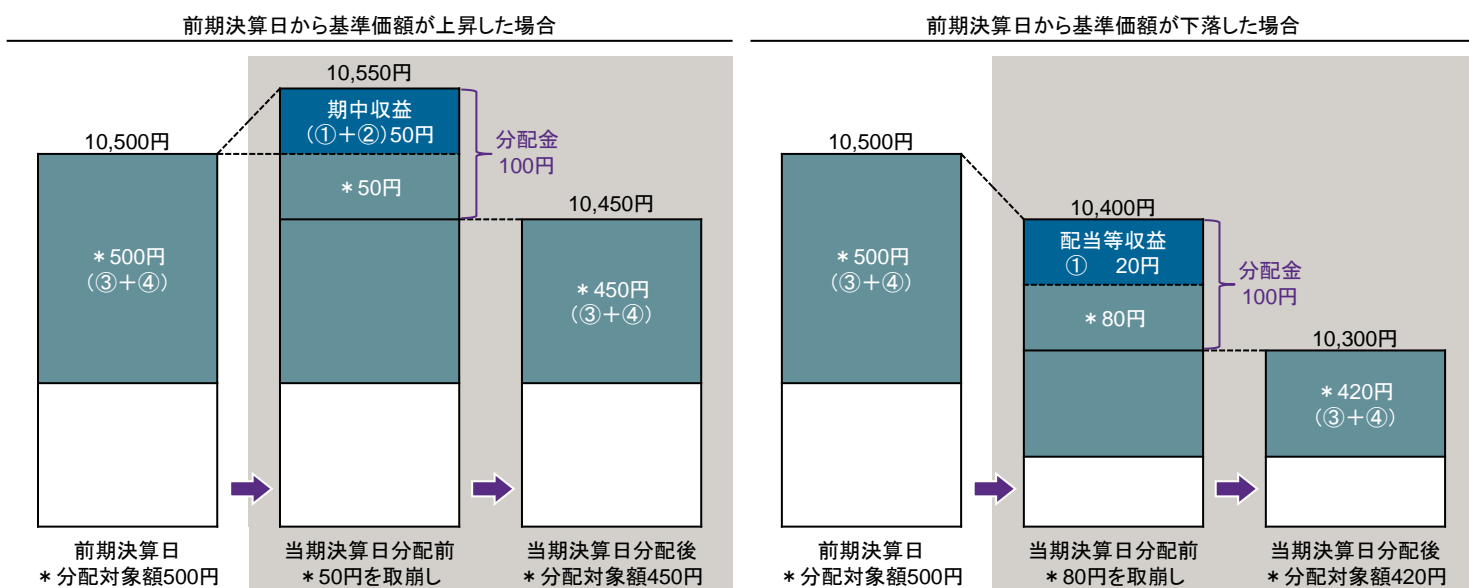 前期決算日から基準価額が上昇した場合
10,550円
期中収益
(①+②)50円
分配金
100円
10,500円
*50円
10,450円
*500円
(③+④)
*450円
(③+④)
前期決算日
*分配対象額500円
当期決算日分配前
*50円を取崩し
当期決算日分配後
*分配対象額450円
前期決算日から基準価額が下落した場合
10,500円
10,400円
配当等収益
① 20円
分配金
100円
*500円
(③+④)
*80円
10,300円
*420円
(③+④)
前期決算日
*分配対象額500円
当期決算日分配前
*80円を取崩し
当期決算日分配後
*分配対象額420円